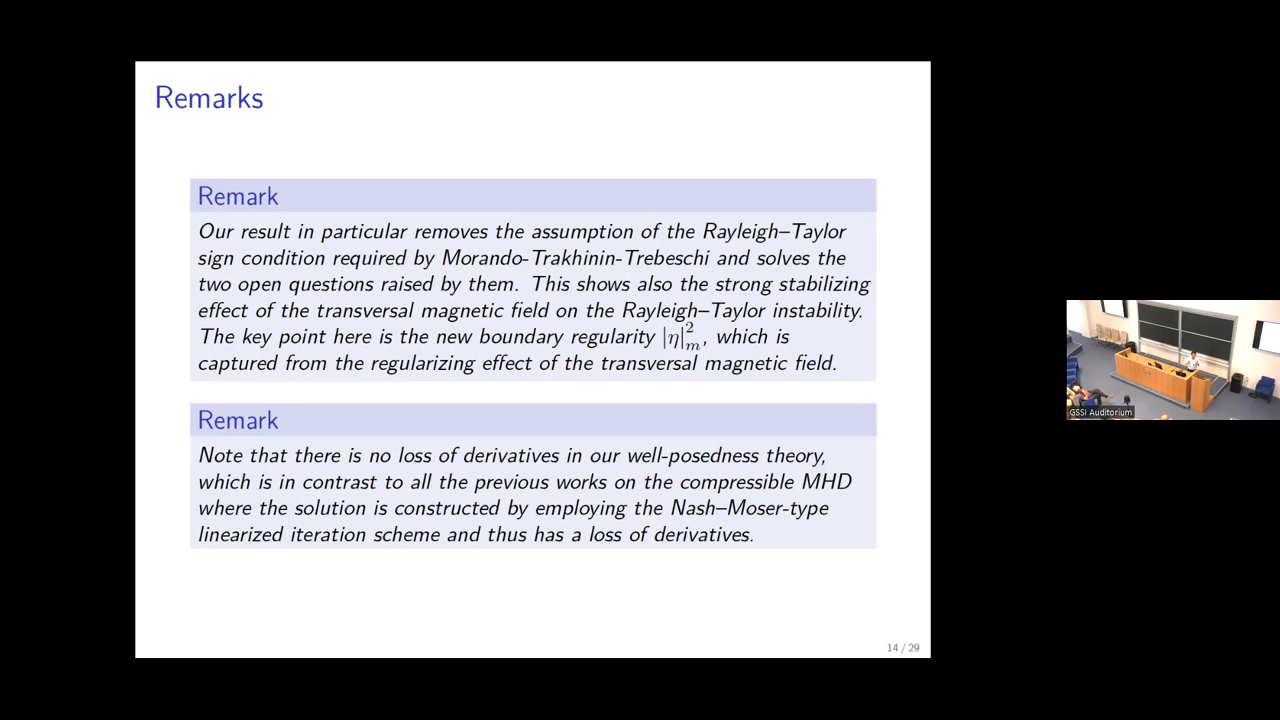 Remarks
Remark
Our result in particular removes the assumption of the Rayleigh–Taylor
sign condition required by Morando-Trakhinin-Trebeschi and solves the
two open questions raised by them. This shows also the strong stabilizing
effect of the transversal magnetic field on the Rayleigh–Taylor instability.
The key point here is the new boundary regularity |η|²ₘ, which is
captured from the regularizing effect of the transversal magnetic field.
Remark
Note that there is no loss of derivatives in our well-posedness theory,
which is in contrast to all the previous works on the compressible MHD
where the solution is constructed by employing the Nash–Moser-type
linearized iteration scheme and thus has a loss of derivatives.
14 / 29
GSSI Auditorium